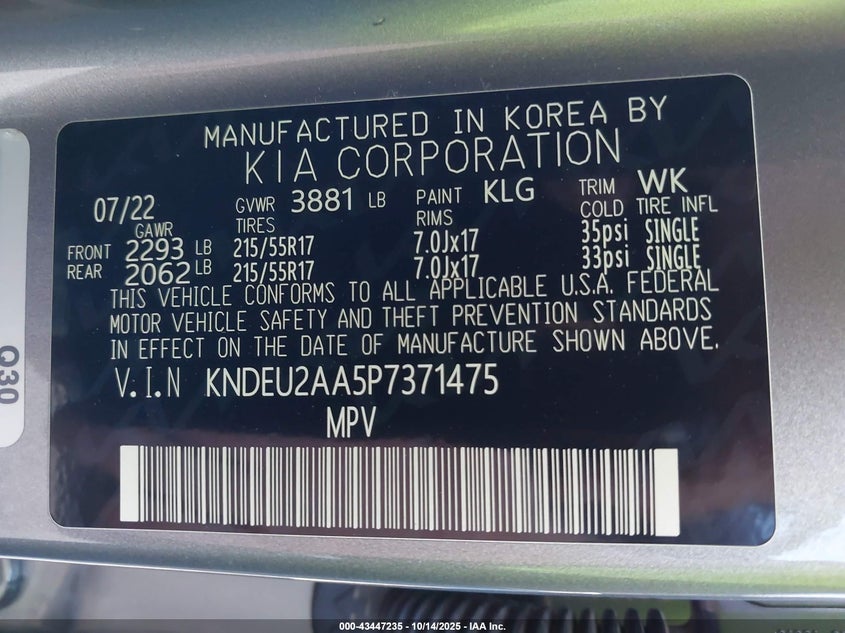 MANUFACTURED IN KOREA BY
KIA CORPORATION
07/22 GVWR 3881 LB PAINT KLG TRIM WK
GAWR TIRES RIMS COLD TIRE INFL
FRONT 2293 LB 215/55R17 7.0Jx17 35psi SINGLE
REAR 2062 LB 215/55R17 7.0Jx17 33psi SINGLE
THIS VEHICLE CONFORMS TO ALL APPLICABLE U.S.A. FEDERAL
MOTOR VEHICLE SAFETY AND THEFT PREVENTION STANDARDS
IN EFFECT ON THE DATE OF MANUFACTURE SHOWN ABOVE.
V.I.N KNDEU2AA5P7371475
MPV
Q30
000-43447235 - 10/14/2025 - IAA Inc.